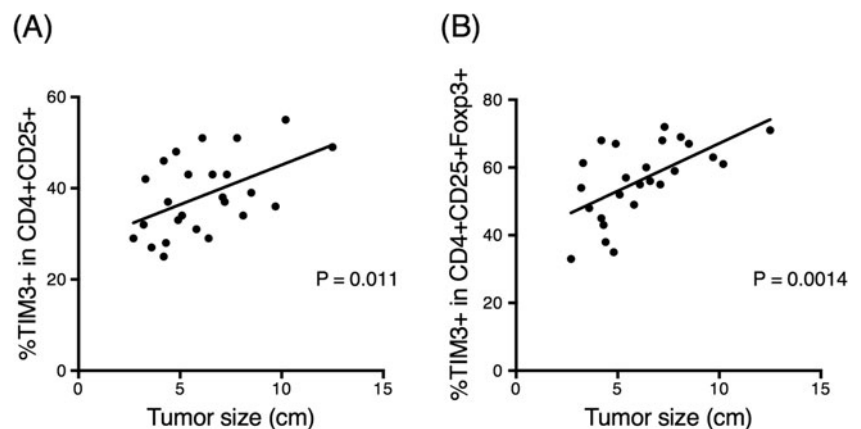 (A)
%TIM3+ in CD4+CD25+
60
40
20
0
0 5 10 15
P = 0.011
Tumor size (cm)
(B)
%TIM3+ in CD4+CD25+Foxp3+
80
60
40
20
0
0 5 10 15
P = 0.0014
Tumor size (cm)